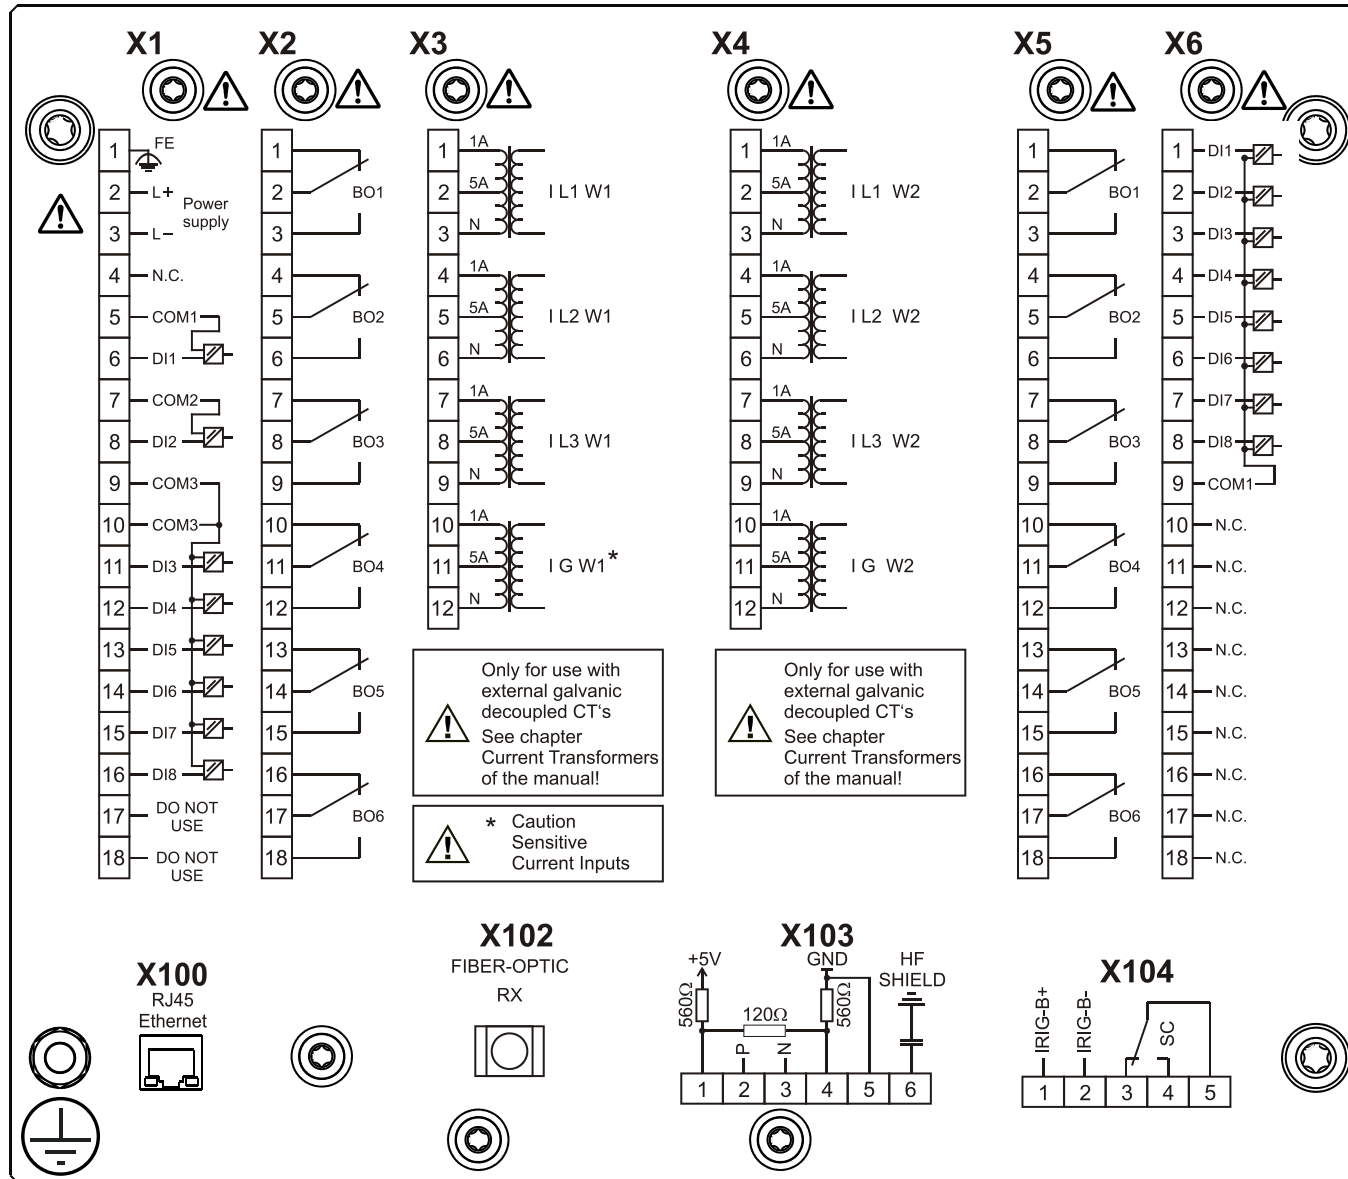 X1
X2
X3
X4
X5
X6
1 FE
2 L+
Power
supply
3 L−
4 N.C.
5 COM1
6 DI1
7 COM2
8 DI2
9 COM3
10 COM3
11 DI3
12 DI4
13 DI5
14 DI6
15 DI7
16 DI8
17 DO NOT
USE
18 DO NOT
USE
1
2 BO1
3
4
5 BO2
6
7
8 BO3
9
10
11 BO4
12
13
14 BO5
15
16
17 BO6
18
1 1A
2 5A I L1 W1
3 N
4 1A
5 5A I L2 W1
6 N
7 1A
8 5A I L3 W1
9 N
10 1A
11 5A I G W1*
12 N
Only for use with
external galvanic
decoupled CT's
See chapter
Current Transformers
of the manual!
* Caution
Sensitive
Current Inputs
1 1A
2 5A I L1 W2
3 N
4 1A
5 5A I L2 W2
6 N
7 1A
8 5A I L3 W2
9 N
10 1A
11 5A I G W2
12 N
Only for use with
external galvanic
decoupled CT's
See chapter
Current Transformers
of the manual!
1
2 BO1
3
4
5 BO2
6
7
8 BO3
9
10
11 BO4
12
13
14 BO5
15
16
17 BO6
18
1 DI1
2 DI2
3 DI3
4 DI4
5 DI5
6 DI6
7 DI7
8 DI8
9 COM1
10 N.C.
11 N.C.
12 N.C.
13 N.C.
14 N.C.
15 N.C.
16 N.C.
17 N.C.
18 N.C.
X100
RJ45
Ethernet
X102
FIBER-OPTIC
RX
X103
+5V
GND
HF
SHIELD
560Ω
120Ω
560Ω
P
N
1 2 3 4 5 6
X104
IRIG-B+
IRIG-B-
SC
1 2 3 4 5